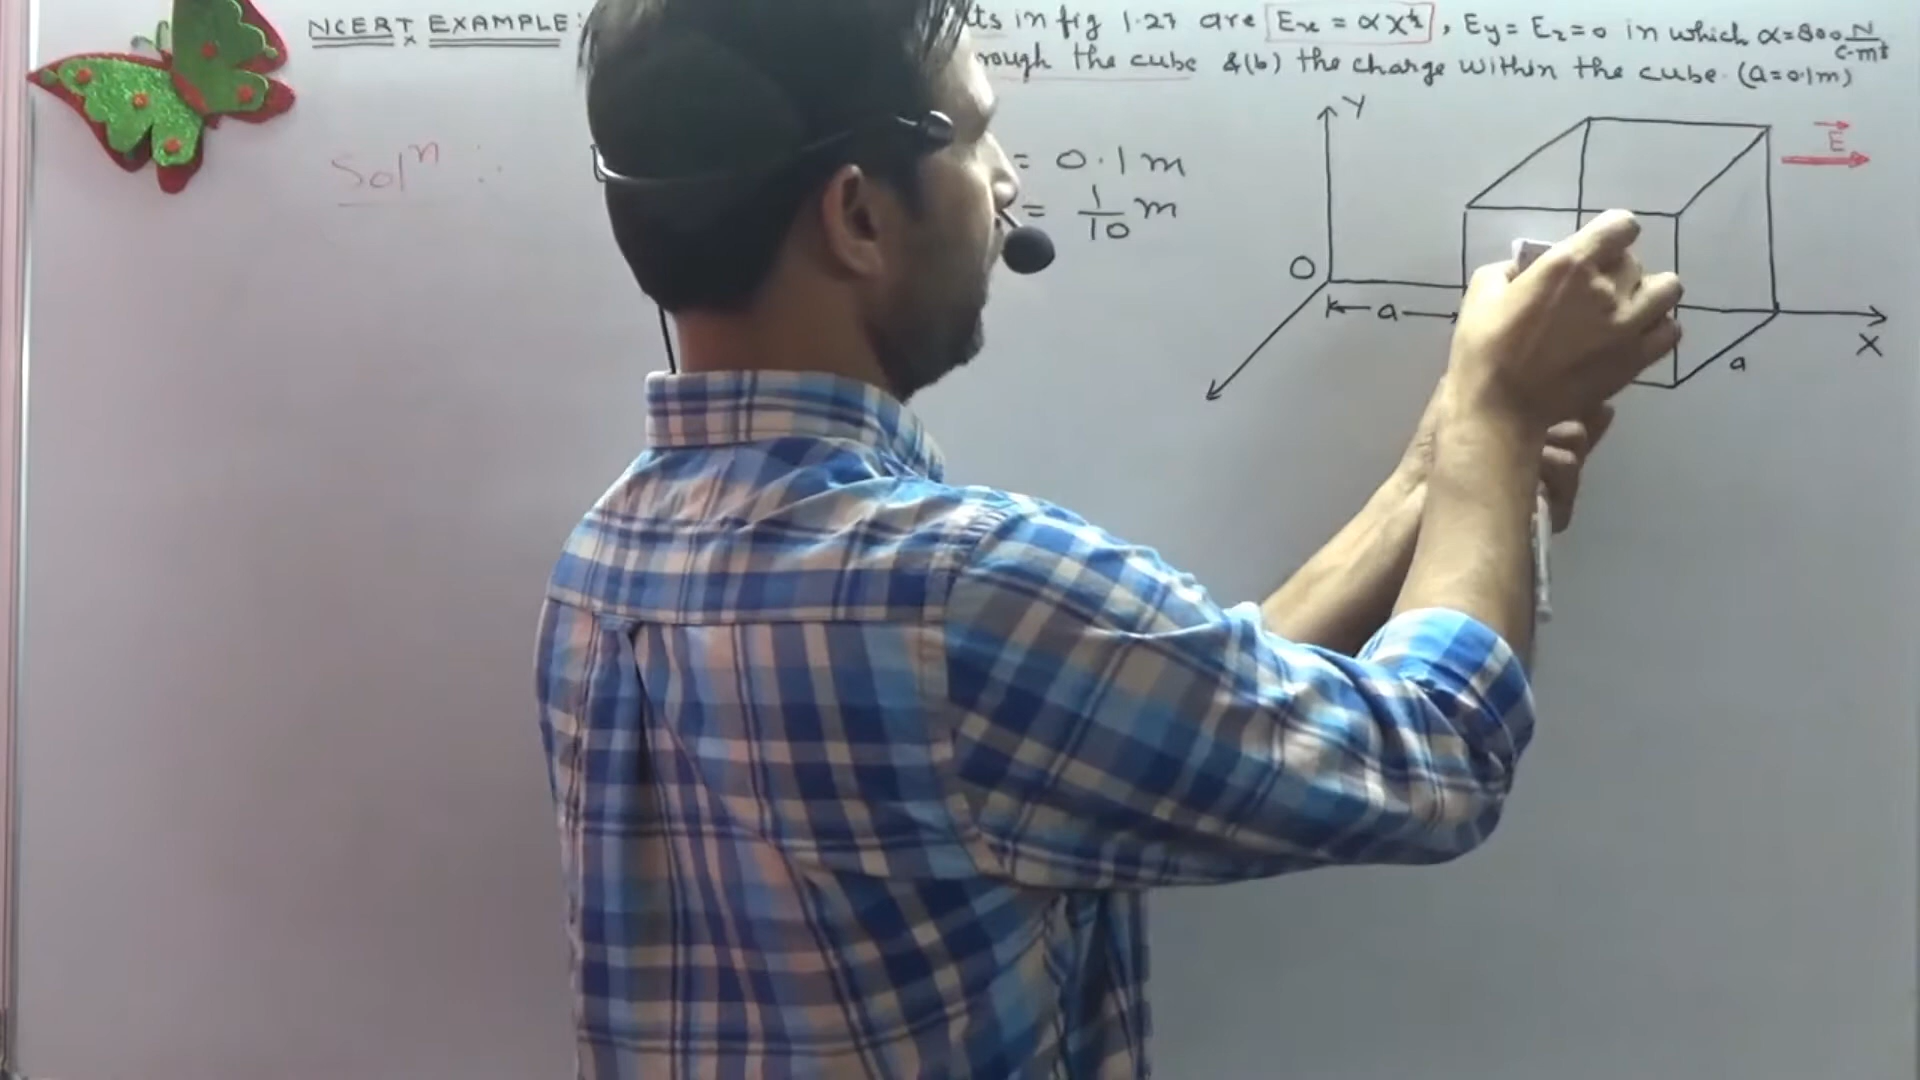 NCERT EXAMPLE:
ts in fig 1.27 are Ex = αx½, Ey = Ez = 0 in which α=800 N/C-m½
rough the cube &(b) the charge within the cube. (a=0.1m)
Solⁿ :
= 0.1 m
= 1/10 m
Y
E
O
a
X
a